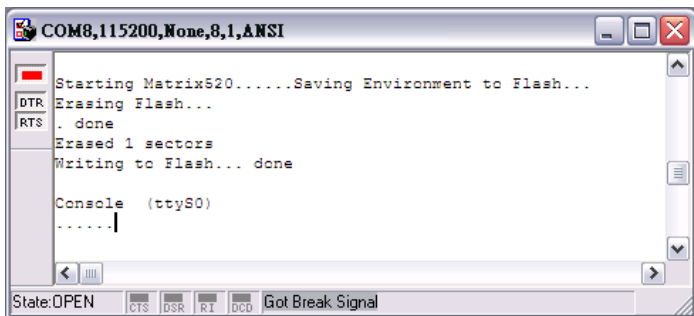 COM8,115200,None,8,1,ANSI
Starting Matrix520......Saving Environment to Flash...
DTR
Erasing Flash...
RTS
. done
Erased 1 sectors
Writing to Flash... done
Console (ttyS0)
......
State:OPEN CTS DSR RI DCD Got Break Signal